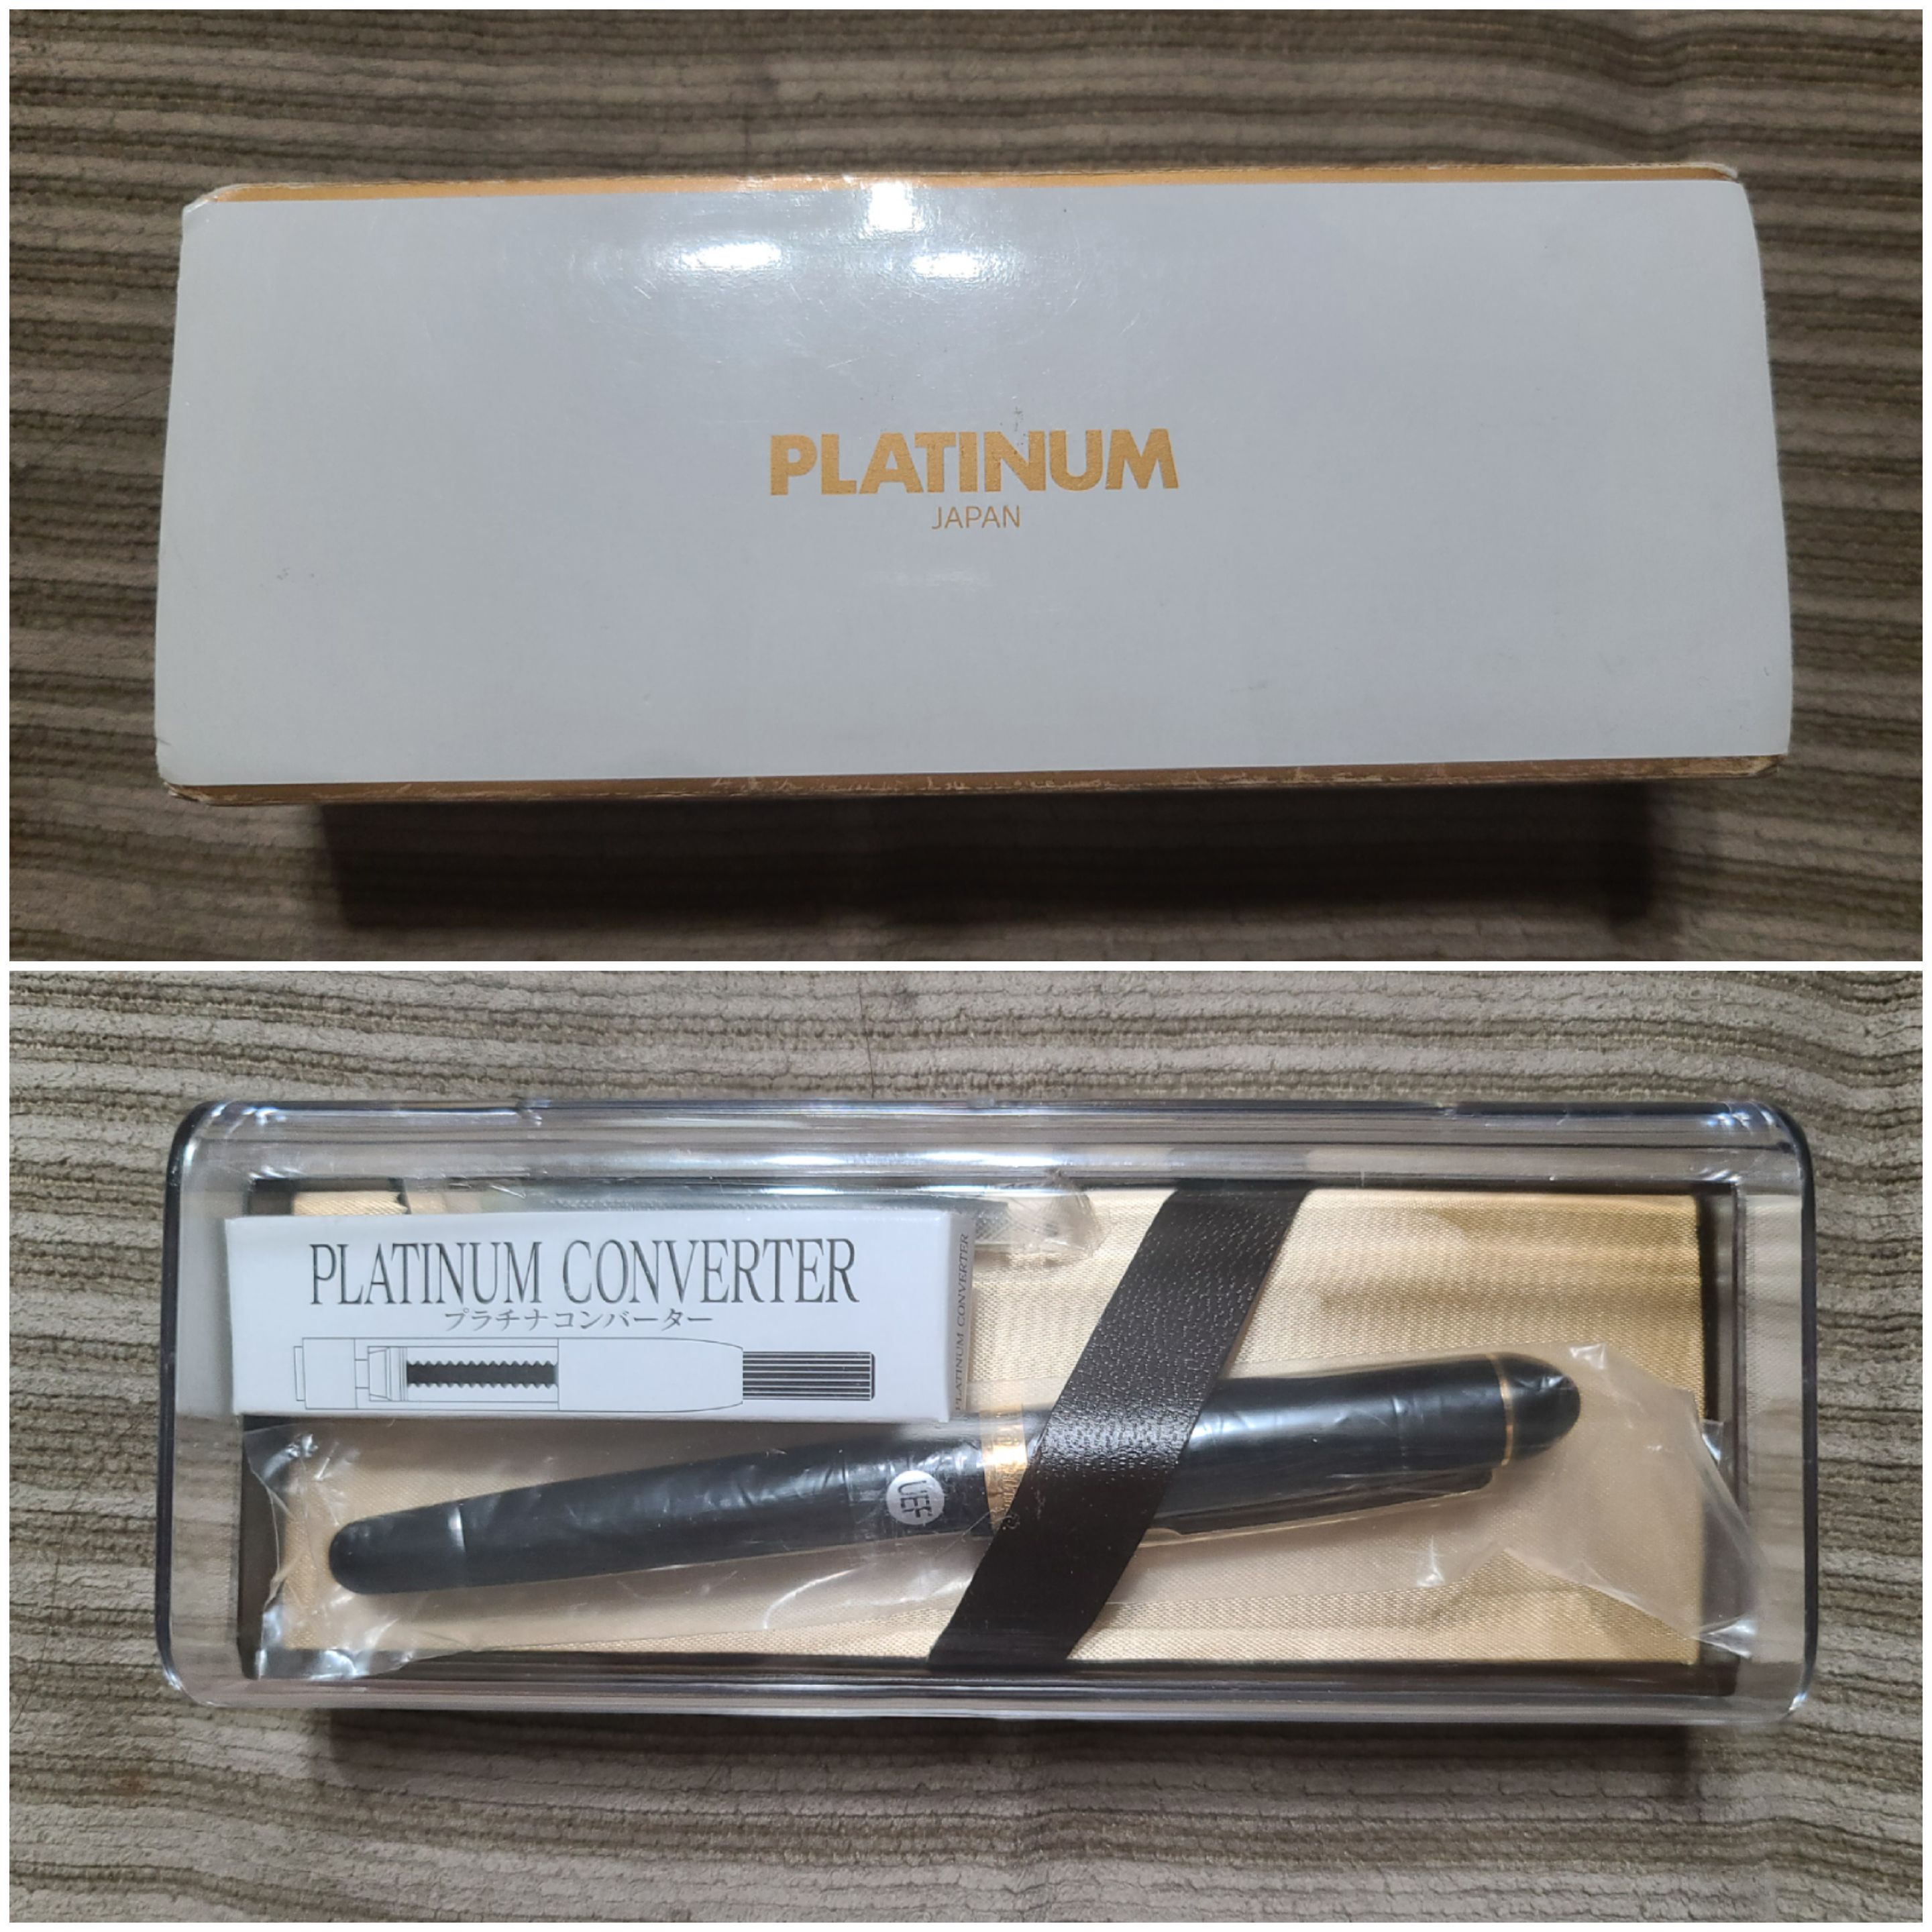 PLATINUM
JAPAN
PLATINUM CONVERTER
プラチナコンバーター
PLATINUM CONVERTER
UEF